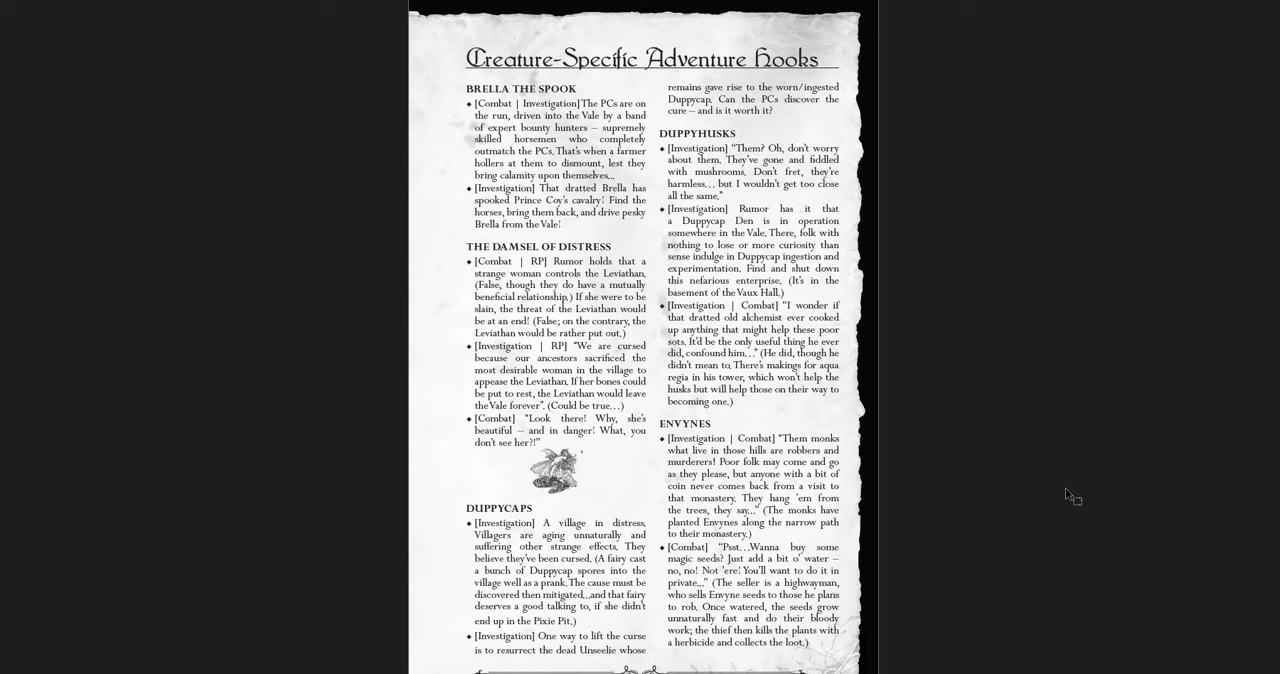 Creature-Specific Adventure Hooks
BRELLA THE SPOOK
◆ [Combat | Investigation] The PCs are on
the run, driven into the Vale by a band
of expert bounty hunters – supremely
skilled horsemen who completely
outmatch the PCs. That's when a farmer
hollers at them to dismount, lest they
bring calamity upon themselves...
◆ [Investigation] That dratted Brella has
spooked Prince Coy's cavalry! Find the
horses, bring them back, and drive pesky
Brella from the Vale!
THE DAMSEL OF DISTRESS
◆ [Combat | RP] Rumor holds that a
strange woman controls the Leviathan.
(False, though they do have a mutually
beneficial relationship.) If she were to be
slain, the threat of the Leviathan would
be at an end! (False; on the contrary, the
Leviathan would be rather put out.)
◆ [Investigation | RP] "We are cursed
because our ancestors sacrificed the
most desirable woman in the village to
appease the Leviathan. If her bones could
be put to rest, the Leviathan would leave
the Vale forever". (Could be true…)
◆ [Combat] "Look there! Why, she's
beautiful – and in danger! What, you
don't see her?!"
DUPPYCAPS
◆ [Investigation] A village in distress.
Villagers are aging unnaturally and
suffering other strange effects. They
believe they've been cursed. (A fairy cast
a bunch of Duppycap spores into the
village well as a prank. The cause must be
discovered then mitigated...and that fairy
deserves a good talking to, if she didn't
end up in the Pixie Pit.)
◆ [Investigation] One way to lift the curse
is to resurrect the dead Unseelie whose
remains gave rise to the worn/ingested
Duppycap. Can the PCs discover the
cure – and is it worth it?
DUPPYHUSKS
◆ [Investigation] "Them? Oh, don't worry
about them. They've gone and fiddled
with mushrooms. Don't fret, they're
harmless… but I wouldn't get too close
all the same."
◆ [Investigation] Rumor has it that
a Duppycap Den is in operation
somewhere in the Vale. There, folk with
nothing to lose or more curiosity than
sense indulge in Duppycap ingestion and
experimentation. Find and shut down
this nefarious enterprise. (It's in the
basement of the Vaux Hall.)
◆ [Investigation | Combat] "I wonder if
that dratted old alchemist ever cooked
up anything that might help these poor
sots. It'd be the only useful thing he ever
did, confound him…" (He did, though he
didn't mean to. There's makings for aqua
regia in his tower, which won't help the
husks but will help those on their way to
becoming one.)
ENVYNES
◆ [Investigation | Combat] "Them monks
what live in those hills are robbers and
murderers! Poor folk may come and go
as they please, but anyone with a bit of
coin never comes back from a visit to
that monastery. They hang 'em from
the trees, they say..." (The monks have
planted Envynes along the narrow path
to their monastery.)
◆ [Combat] "Psst…Wanna buy some
magic seeds? Just add a bit o' water –
no, no! Not 'ere! You'll want to do it in
private..." (The seller is a highwayman,
who sells Envyne seeds to those he plans
to rob. Once watered, the seeds grow
unnaturally fast and do their bloody
work; the thief then kills the plants with
a herbicide and collects the loot.)